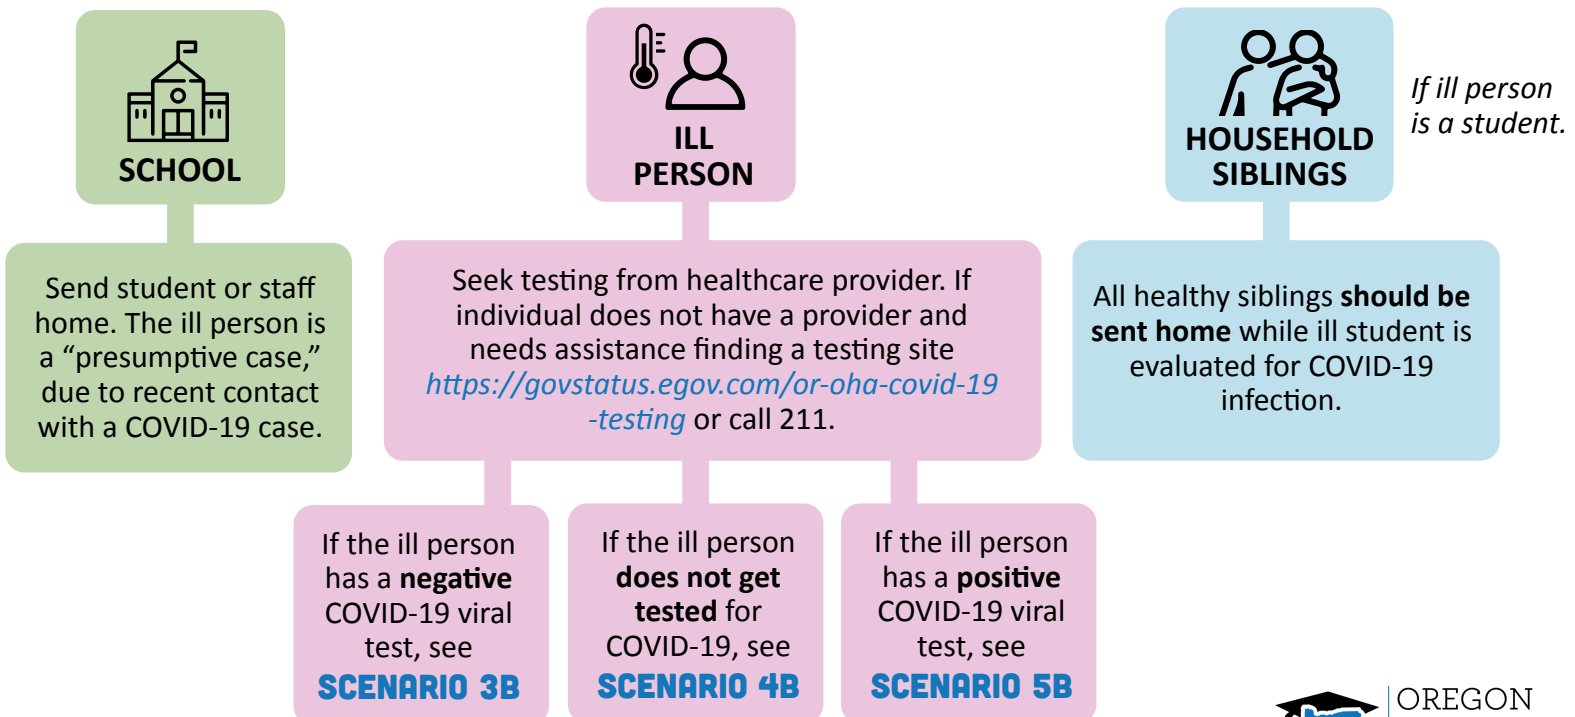 SCHOOL
Send student or staff
home. The ill person is
a “presumptive case,”
due to recent contact
with a COVID-19 case.
ILL
PERSON
Seek testing from healthcare provider. If
individual does not have a provider and
needs assistance finding a testing site
https://govstatus.egov.com/or-oha-covid-19
-testing or call 211.
If the ill person
has a negative
COVID-19 viral
test, see
SCENARIO 3B
If the ill person
does not get
tested for
COVID-19, see
SCENARIO 4B
If the ill person
has a positive
COVID-19 viral
test, see
SCENARIO 5B
HOUSEHOLD
SIBLINGS
If ill person
is a student.
All healthy siblings should be
sent home while ill student is
evaluated for COVID-19
infection.
OREGON